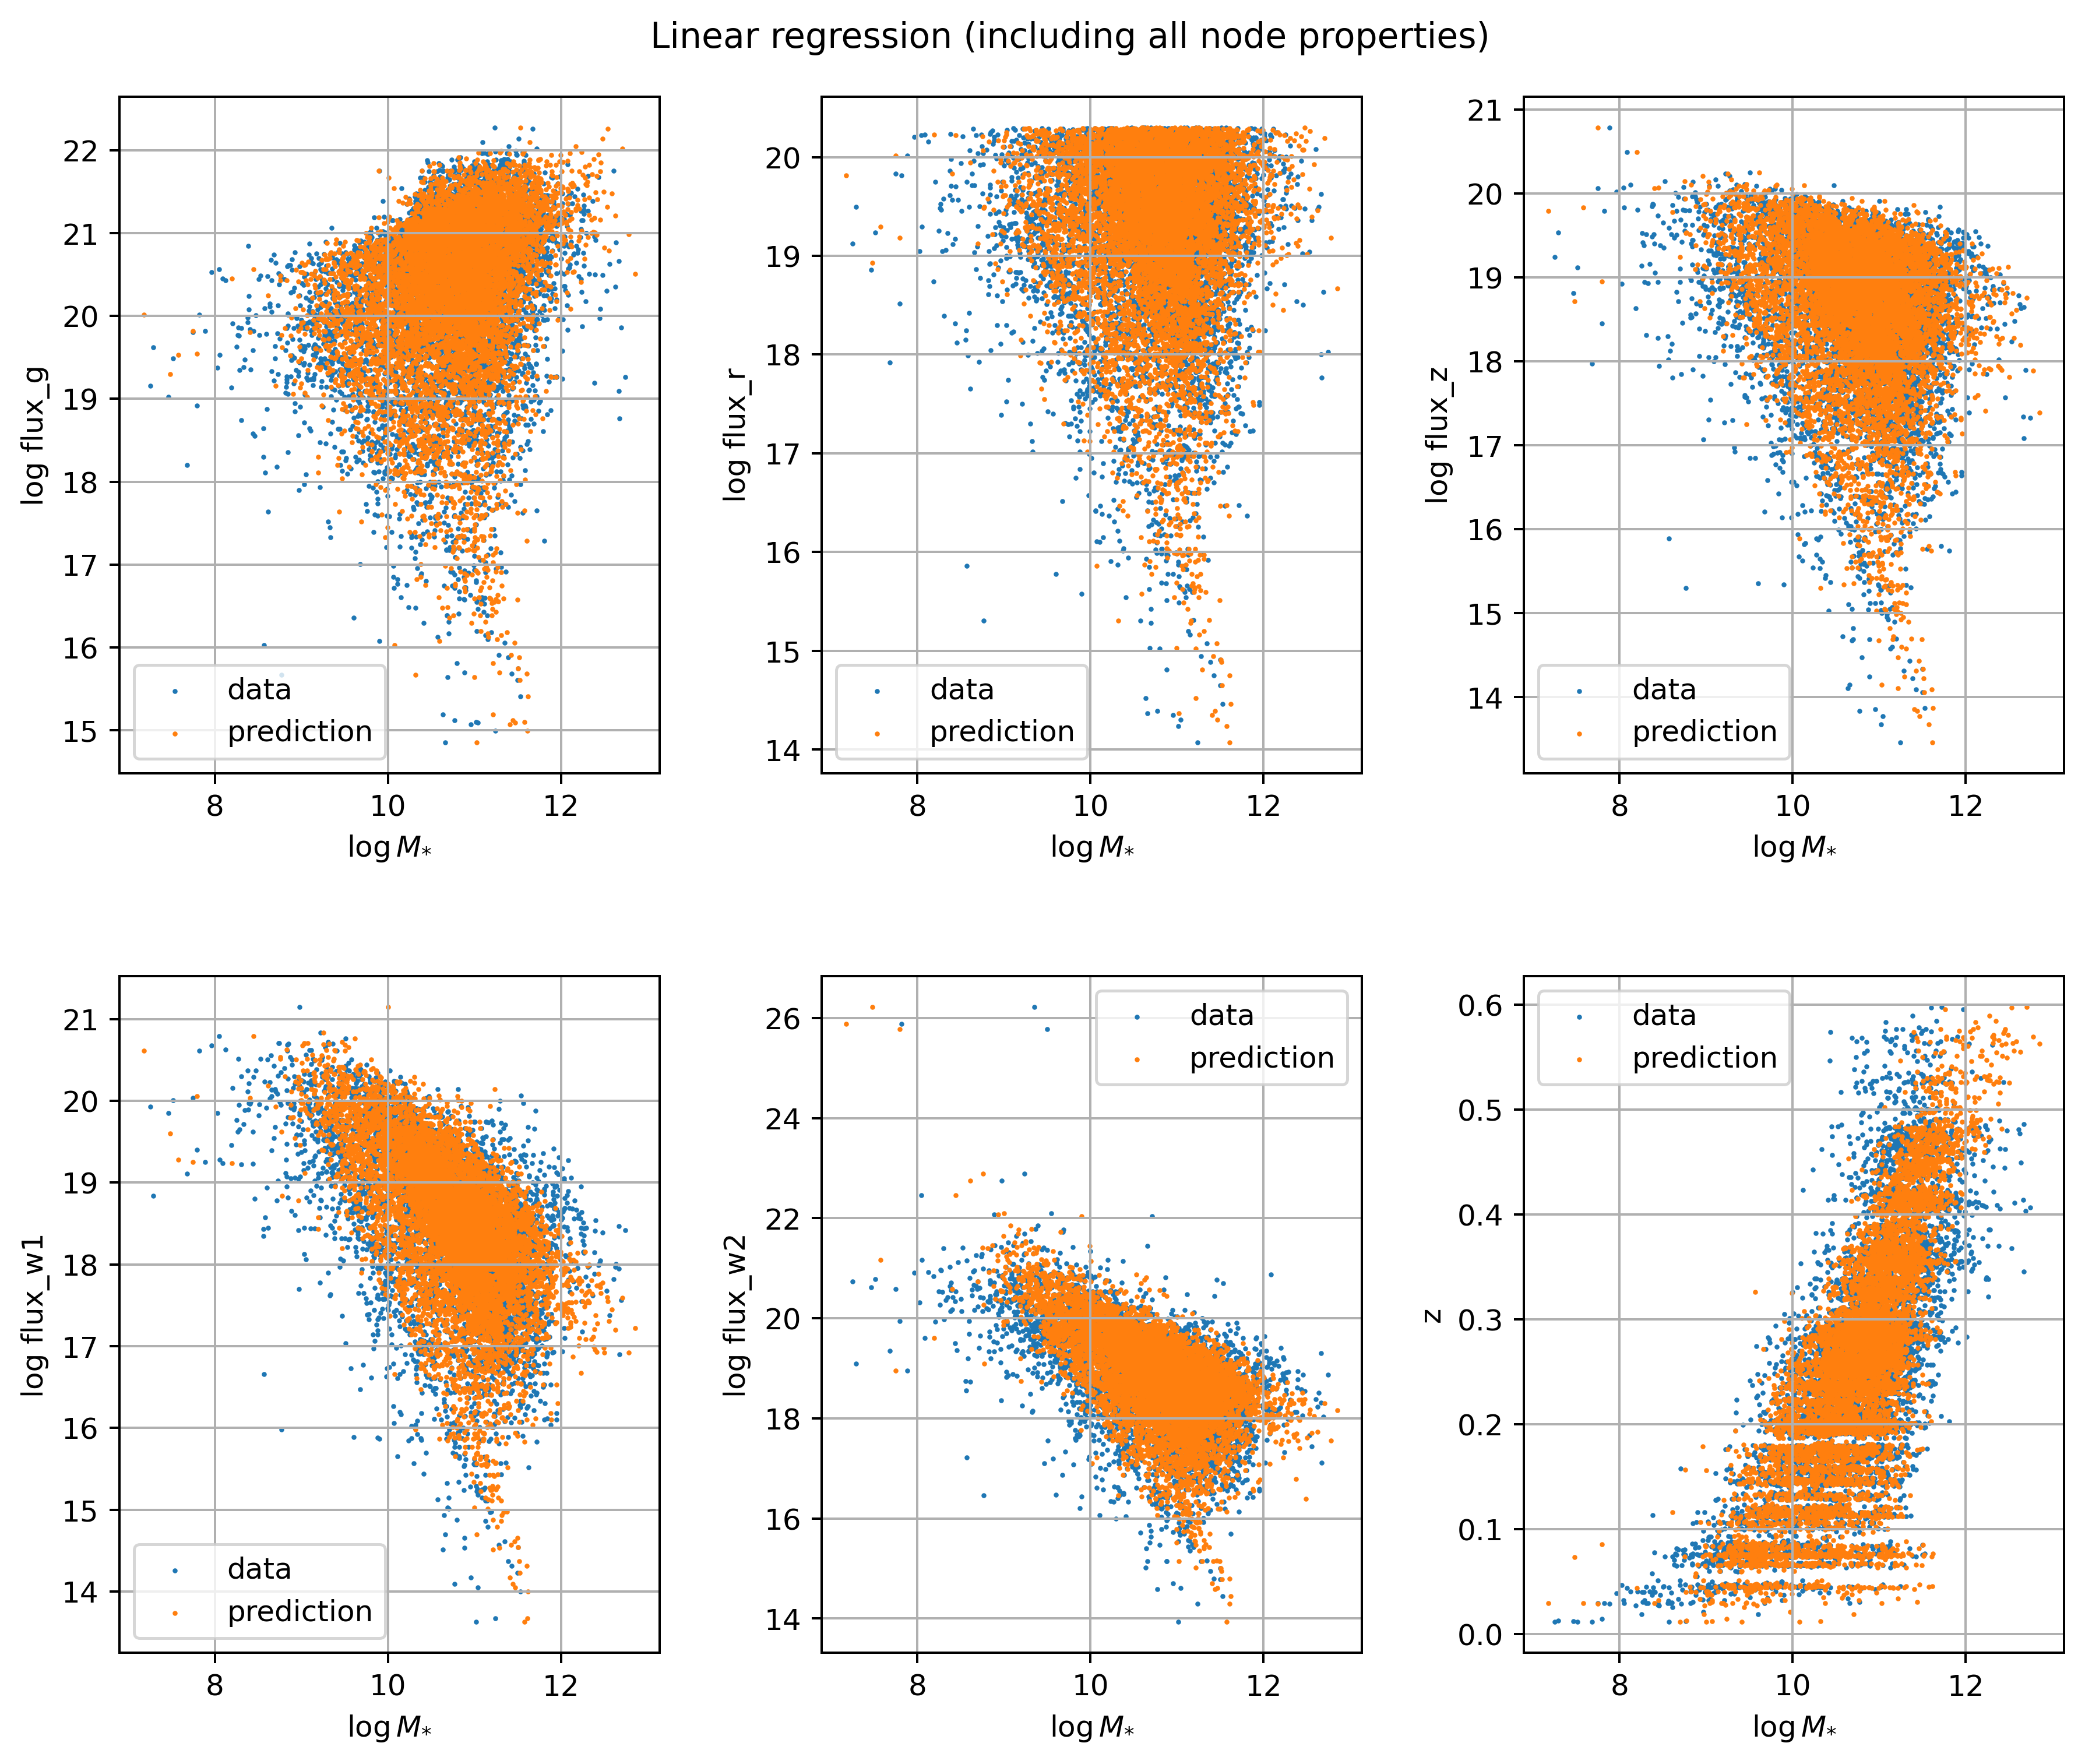 Linear regression (including all node properties)
22
21
20
19
18
17
16
15
log flux_g
data
prediction
8 10 12
log M*
20
19
18
17
16
15
14
log flux_r
data
prediction
8 10 12
log M*
21
20
19
18
17
16
15
14
log flux_z
data
prediction
8 10 12
log M*
21
20
19
18
17
16
15
14
log flux_w1
data
prediction
8 10 12
log M*
26
24
22
20
18
16
14
log flux_w2
data
prediction
8 10 12
log M*
0.6
0.5
0.4
0.3
0.2
0.1
0.0
z
data
prediction
8 10 12
log M*